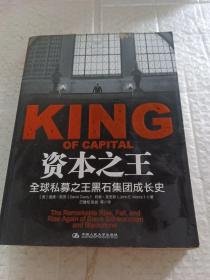 KING
OF CAPITAL
资本之王
全球私募之王黑石集团成长史
The Remarkable Rise, Fall, and
Rise Again of Steve Schwarzman
and Blackstone
中国人民大学出版社